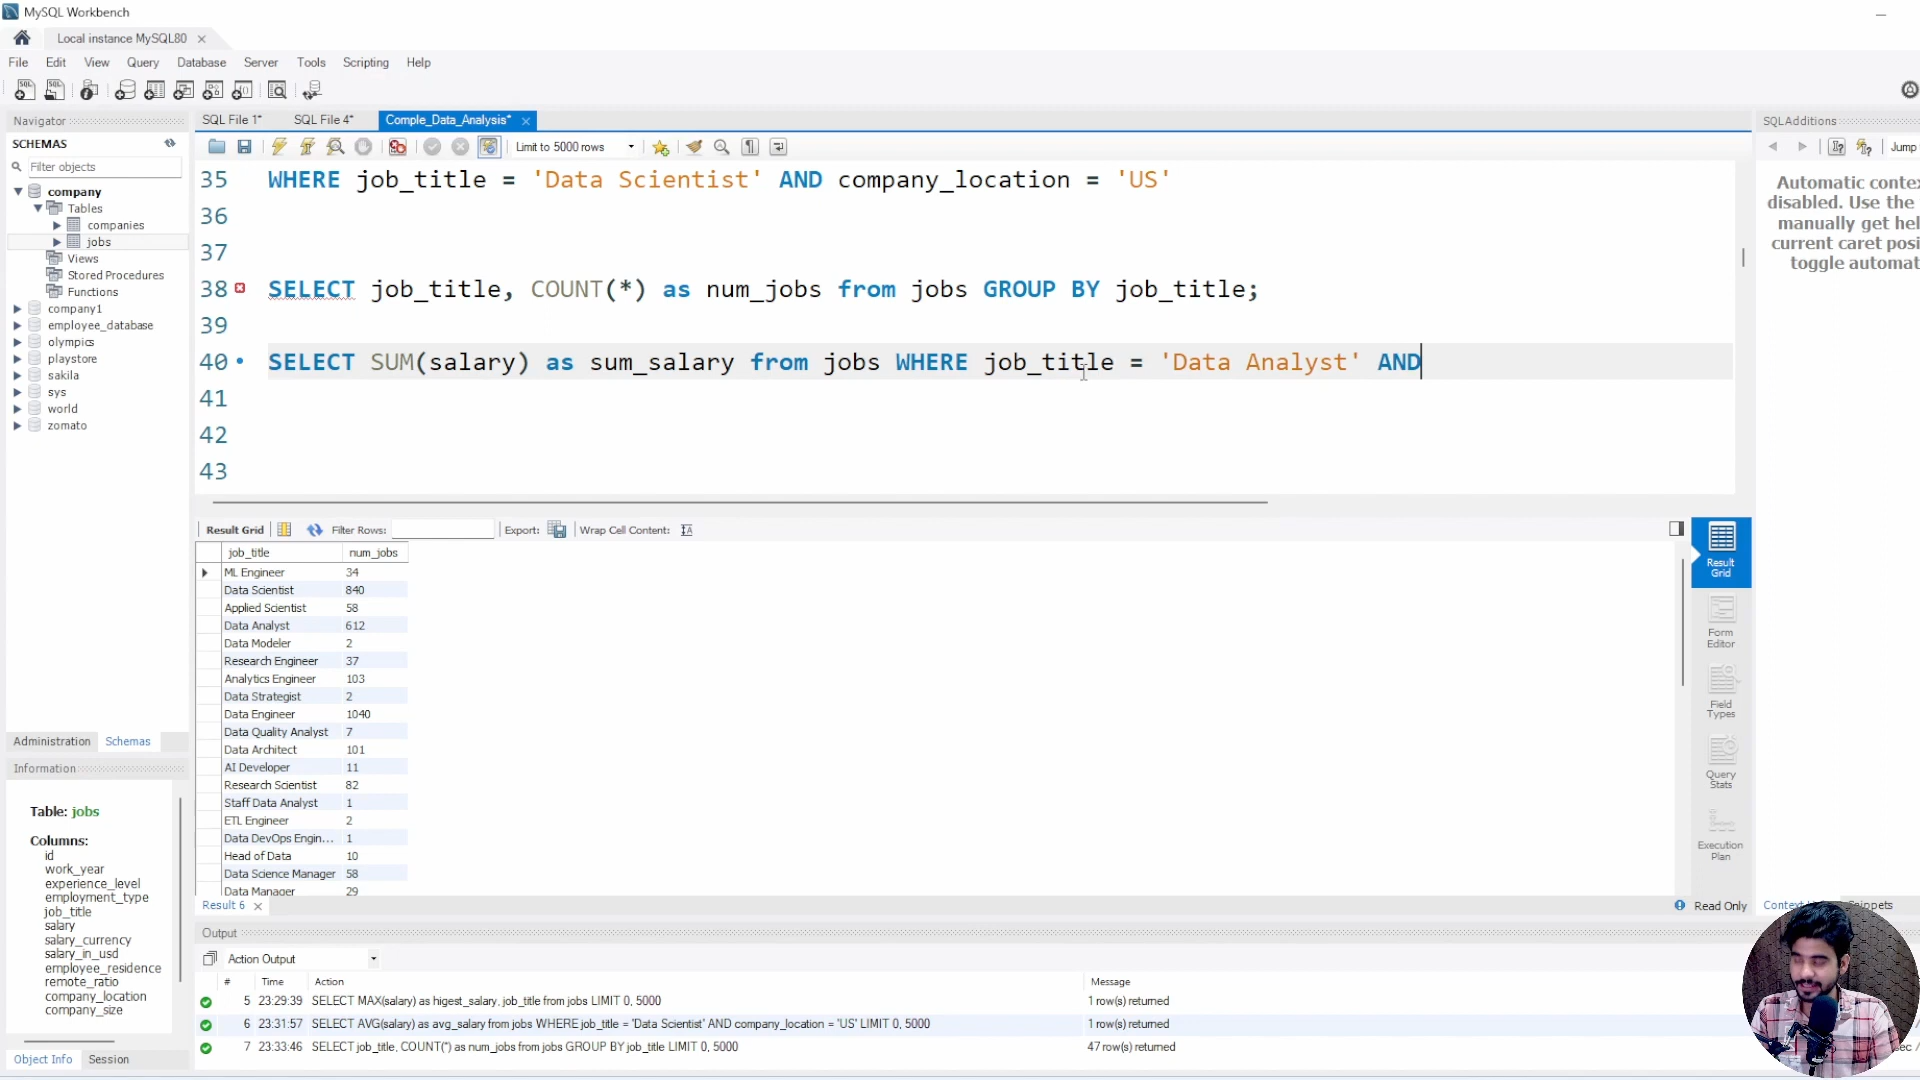 MySQL Workbench
Local instance MySQL80
File Edit View Query Database Server Tools Scripting Help
Navigator
SCHEMAS
Filter objects
company
Tables
companies
jobs
Views
Stored Procedures
Functions
company1
employee_database
olympics
playstore
sakila
sys
world
zomato
Administration Schemas
Information
Table: jobs
Columns:
id
work_year
experience_level
employment_type
job_title
salary
salary_currency
salary_in_usd
employee_residence
remote_ratio
company_location
company_size
Object Info Session
SQL File 1* SQL File 4* Comple_Data_Analysis*
Limit to 5000 rows
35 WHERE job_title = 'Data Scientist' AND company_location = 'US'
36
37
38 SELECT job_title, COUNT(*) as num_jobs from jobs GROUP BY job_title;
39
40 SELECT SUM(salary) as sum_salary from jobs WHERE job_title = 'Data Analyst' AND
41
42
43
Result Grid Filter Rows: Export: Wrap Cell Content:
job_title num_jobs
ML Engineer 34
Data Scientist 840
Applied Scientist 58
Data Analyst 612
Data Modeler 2
Research Engineer 37
Analytics Engineer 103
Data Strategist 2
Data Engineer 1040
Data Quality Analyst 7
Data Architect 101
AI Developer 11
Research Scientist 82
Staff Data Analyst 1
ETL Engineer 2
Data DevOps Engin... 1
Head of Data 10
Data Science Manager 58
Data Manager 29
Result 6
Read Only
Result Grid
Form Editor
Field Types
Query Stats
Execution Plan
Output
Action Output
# Time Action Message
5 23:29:39 SELECT MAX(salary) as higest_salary, job_title from jobs LIMIT 0, 5000 1 row(s) returned
6 23:31:57 SELECT AVG(salary) as avg_salary from jobs WHERE job_title = 'Data Scientist' AND company_location = 'US' LIMIT 0, 5000 1 row(s) returned
7 23:33:46 SELECT job_title, COUNT(*) as num_jobs from jobs GROUP BY job_title LIMIT 0, 5000 47 row(s) returned
SQLAdditions
Jump
Automatic contex
disabled. Use the
manually get hel
current caret posi
toggle automat